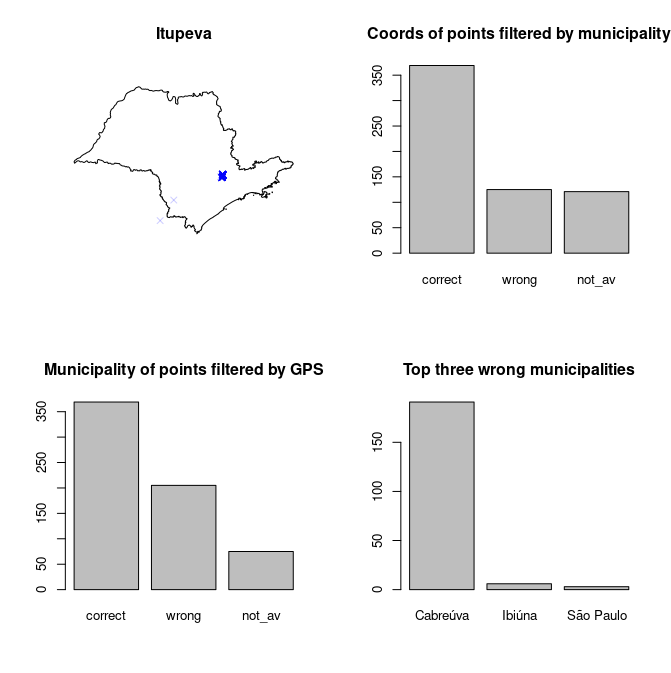 Itupeva
Coords of points filtered by municipality
350
250
150
50
0
correct wrong not_av
Municipality of points filtered by GPS
350
250
150
50
0
correct wrong not_av
Top three wrong municipalities
150
100
50
0
Cabreúva Ibiúna São Paulo